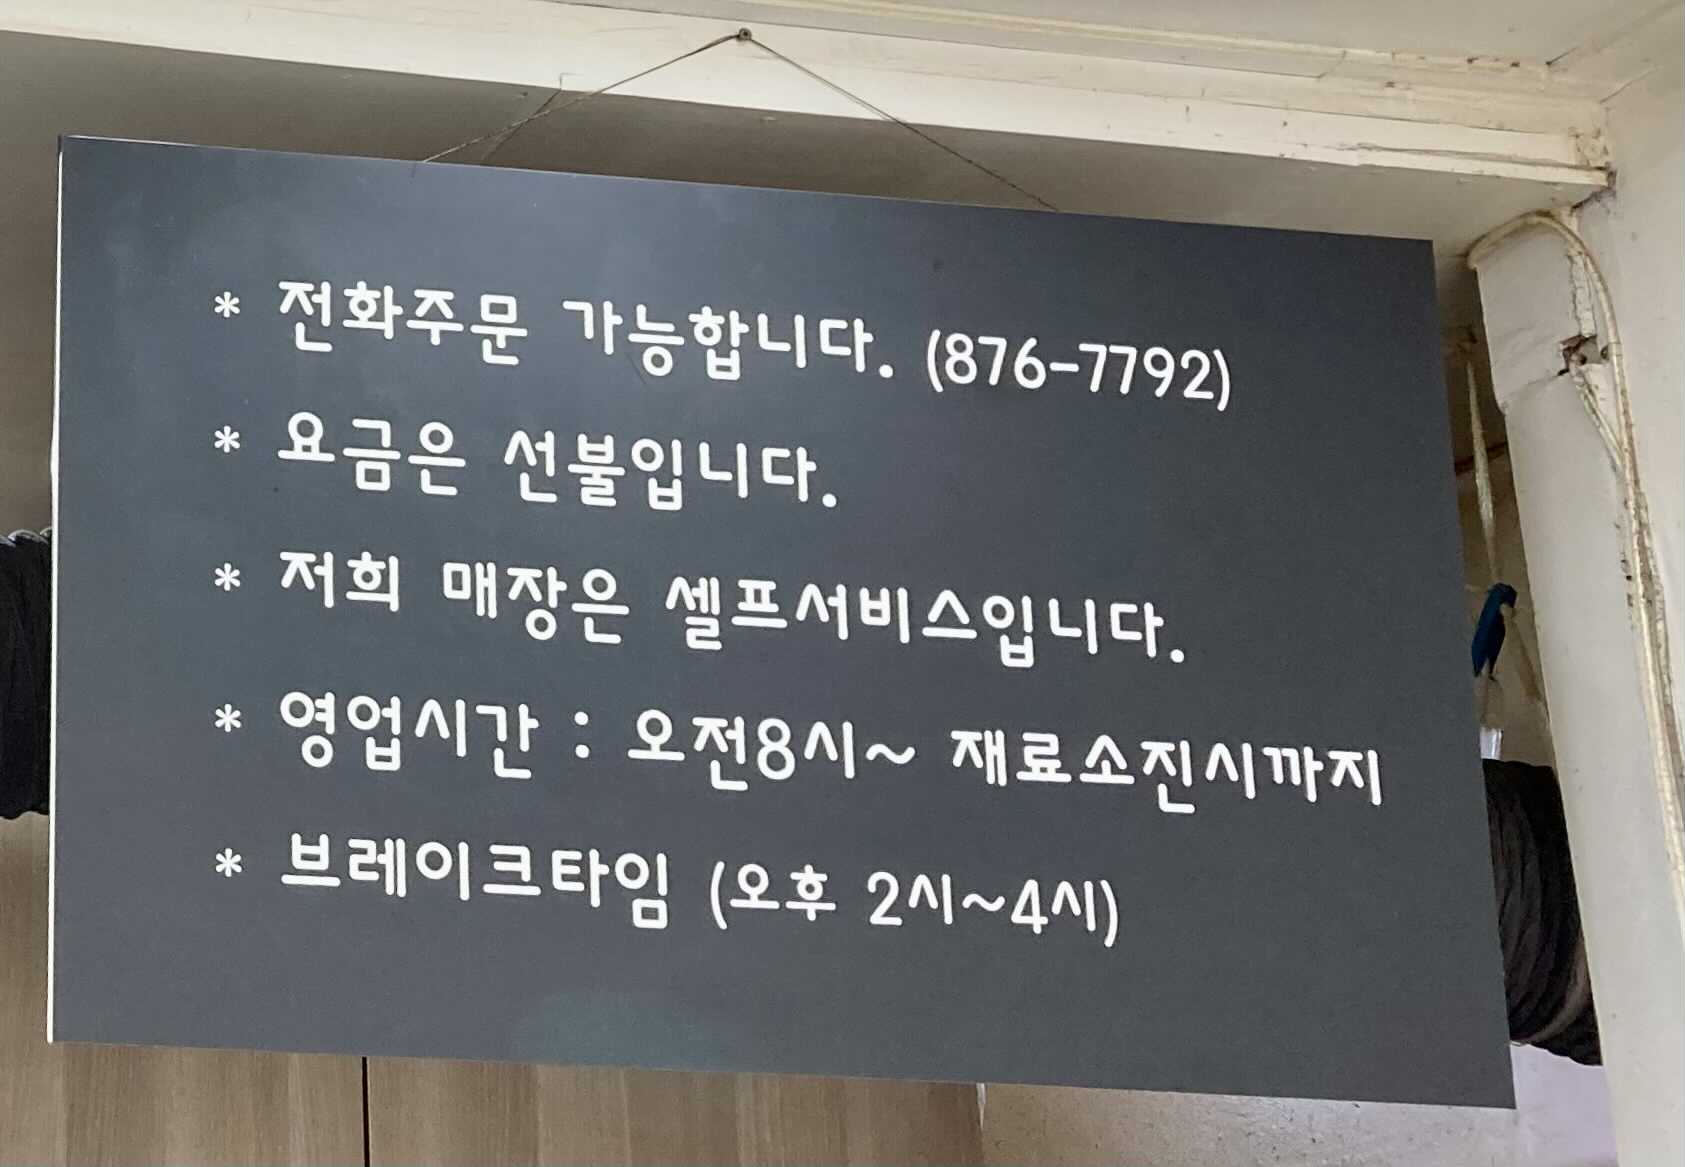 * 전화주문 가능합니다. (876-7792)
* 요금은 선불입니다.
* 저희 매장은 셀프서비스입니다.
* 영업시간 : 오전8시~ 재료소진시까지
* 브레이크타임 (오후 2시~4시)